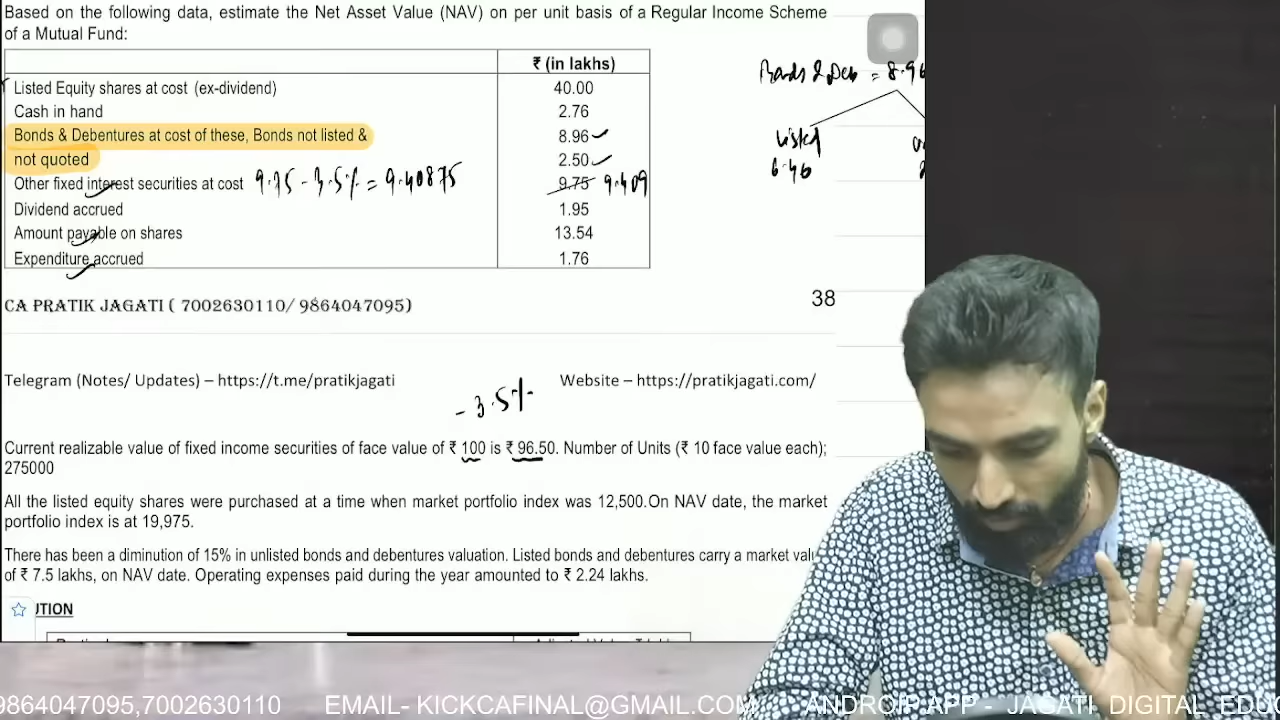 Based on the following data, estimate the Net Asset Value (NAV) on per unit basis of a Regular Income Scheme
of a Mutual Fund:
₹ (in lakhs)
Listed Equity shares at cost (ex-dividend) 40.00
Cash in hand 2.76
Bonds & Debentures at cost of these, Bonds not listed & 8.96
not quoted 2.50
Other fixed interest securities at cost 9.75 - 3.5% = 9.40875 9.75 9.409
Dividend accrued 1.95
Amount payable on shares 13.54
Expenditure accrued 1.76
Bonds & Deb = 8.96
Listed
6.46
CA PRATIK JAGATI ( 7002630110/ 9864047095)
38
Telegram (Notes/ Updates) – https://t.me/pratikjagati Website – https://pratikjagati.com/
- 3.5%
Current realizable value of fixed income securities of face value of ₹ 100 is ₹ 96.50. Number of Units (₹ 10 face value each);
275000
All the listed equity shares were purchased at a time when market portfolio index was 12,500.On NAV date, the market
portfolio index is at 19,975.
There has been a diminution of 15% in unlisted bonds and debentures valuation. Listed bonds and debentures carry a market valu
of ₹ 7.5 lakhs, on NAV date. Operating expenses paid during the year amounted to ₹ 2.24 lakhs.
UTION
9864047095,7002630110 EMAIL- KICKCAFINAL@GMAIL.COM ANDROID APP - JAGATI DIGITAL EDUC